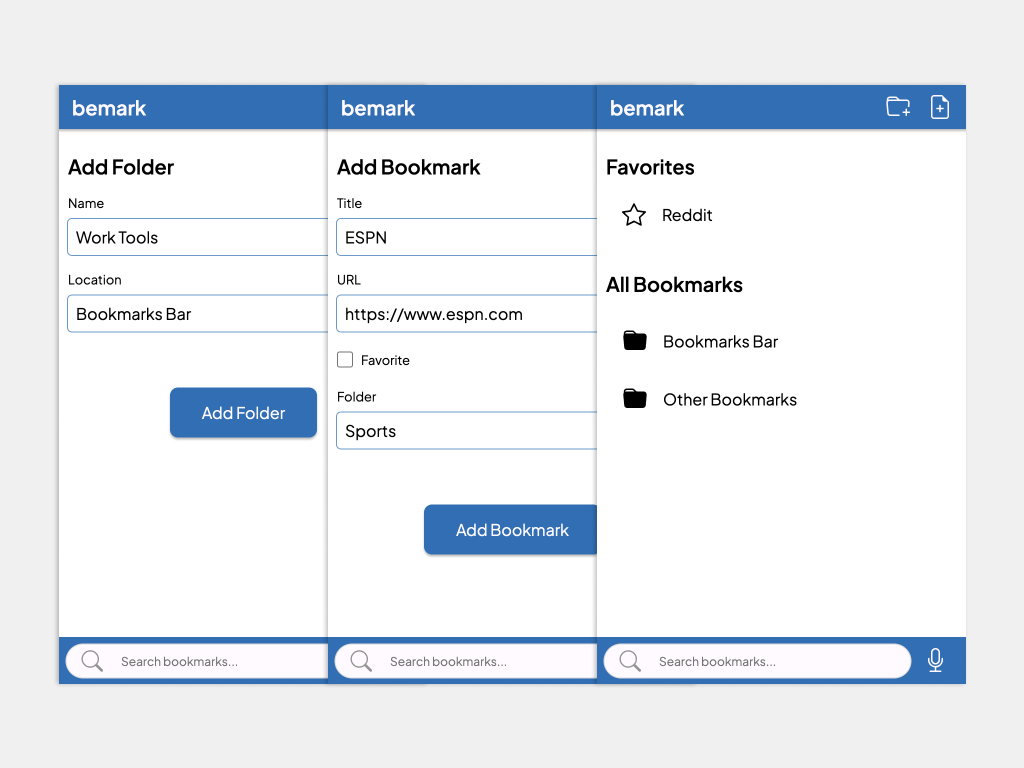 bemark
Add Folder
Name
Work Tools
Location
Bookmarks Bar
Add Folder
Search bookmarks...
bemark
Add Bookmark
Title
ESPN
URL
https://www.espn.com
Favorite
Folder
Sports
Add Bookmark
Search bookmarks...
bemark
Favorites
Reddit
All Bookmarks
Bookmarks Bar
Other Bookmarks
Search bookmarks...